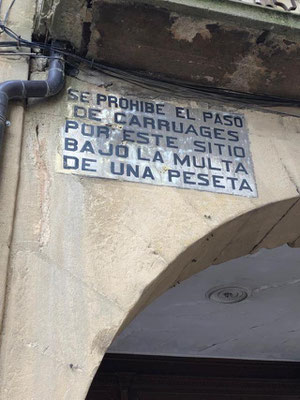 SE PROHIBE EL PASO
DE CARRUAGES
POR ESTE SITIO
BAJO LA MULTA
DE UNA PESETA